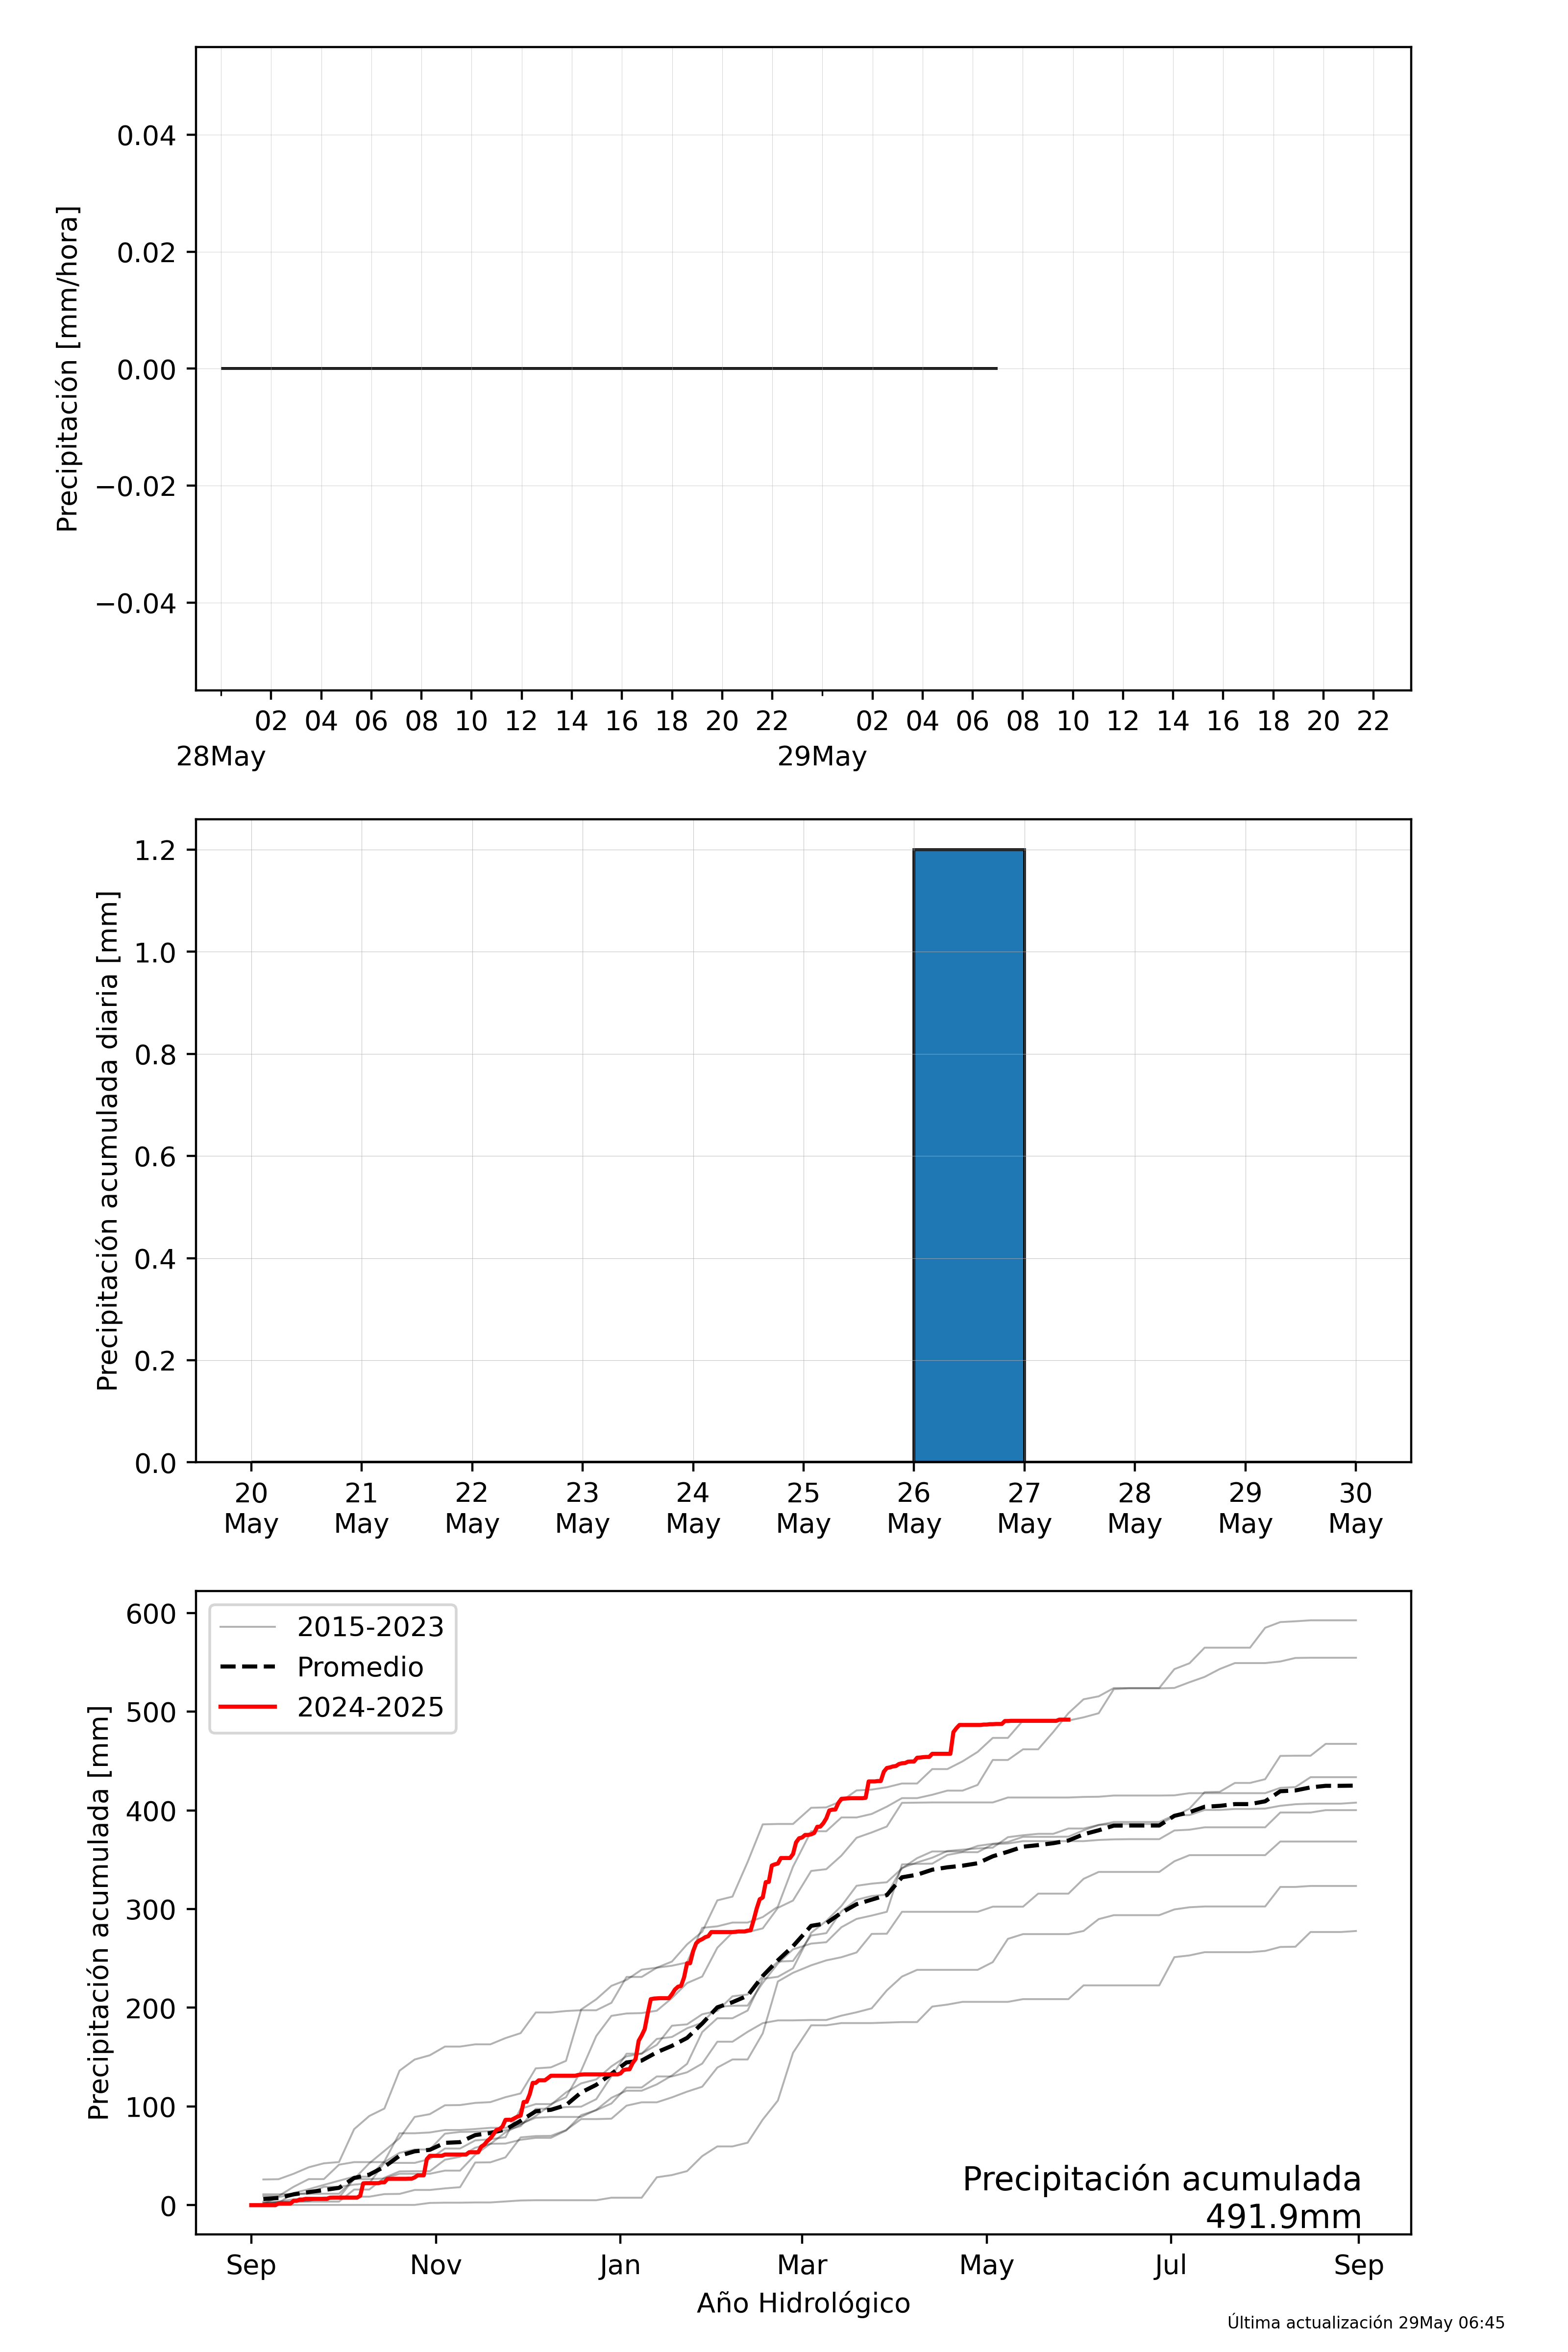 Precipitación [mm/hora]
0.04
0.02
0.00
−0.02
−0.04
02 04 06 08 10 12 14 16 18 20 22 02 04 06 08 10 12 14 16 18 20 22
28May 29May
Precipitación acumulada diaria [mm]
1.2
1.0
0.8
0.6
0.4
0.2
0.0
20 21 22 23 24 25 26 27 28 29 30
May May May May May May May May May May May
Precipitación acumulada [mm]
600
500
400
300
200
100
0
2015-2023
Promedio
2024-2025
Precipitación acumulada
491.9mm
Sep Nov Jan Mar May Jul Sep
Año Hidrológico
Última actualización 29May 06:45